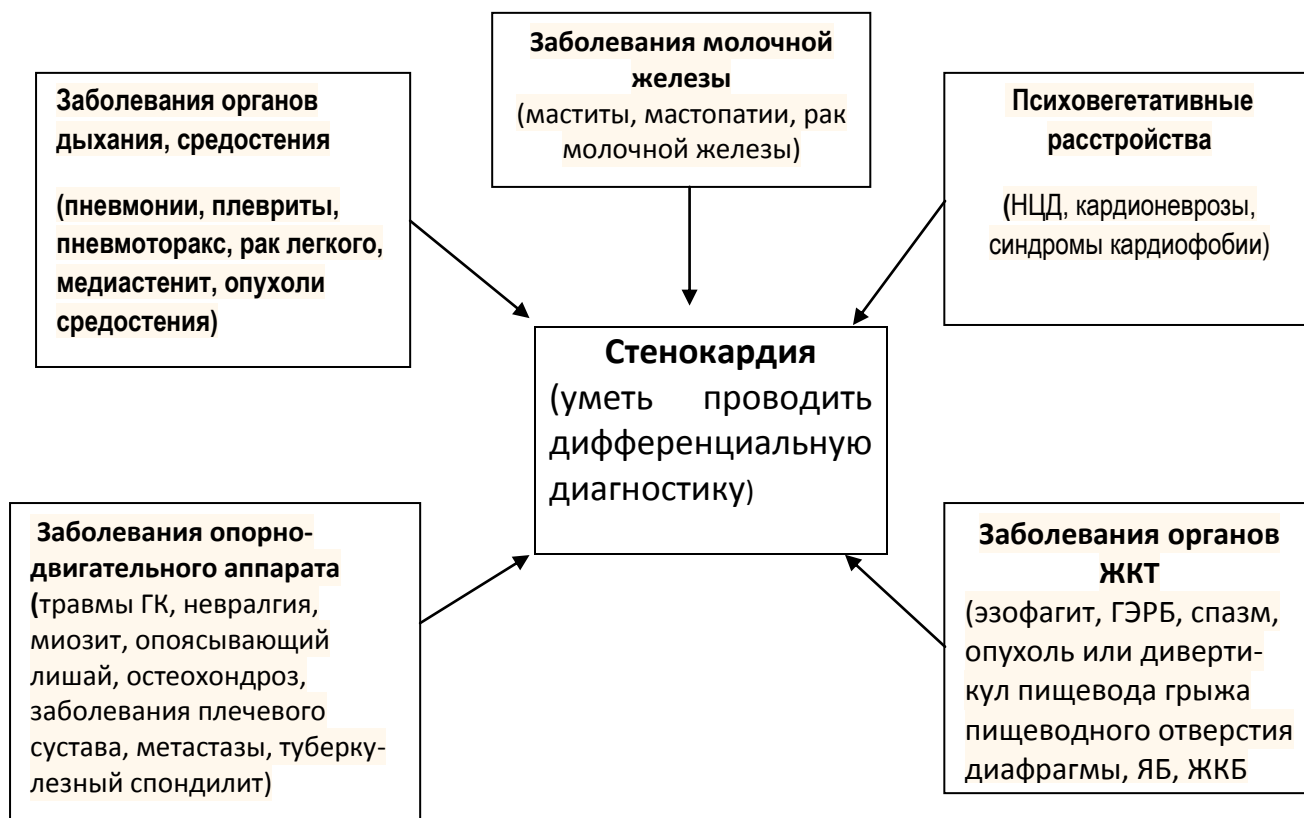 Заболевания молочной
железы
(маститы, мастопатии, рак
молочной железы)
Заболевания органов
дыхания, средостения
(пневмонии, плевриты,
пневмоторакс, рак легкого,
медиастенит, опухоли
средостения)
Психовегетативные
расстройства
(НЦД, кардионеврозы,
синдромы кардиофобии)
Стенокардия
(уметь проводить
дифференциальную
диагностику)
Заболевания опорно-
двигательного аппарата
(травмы ГК, невралгия,
миозит, опоясывающий
лишай, остеохондроз,
заболевания плечевого
сустава, метастазы, туберку-
лезный спондилит)
Заболевания органов
ЖКТ
(эзофагит, ГЭРБ, спазм,
опухоль или диверти-
кул пищевода грыжа
пищеводного отверстия
диафрагмы, ЯБ, ЖКБ